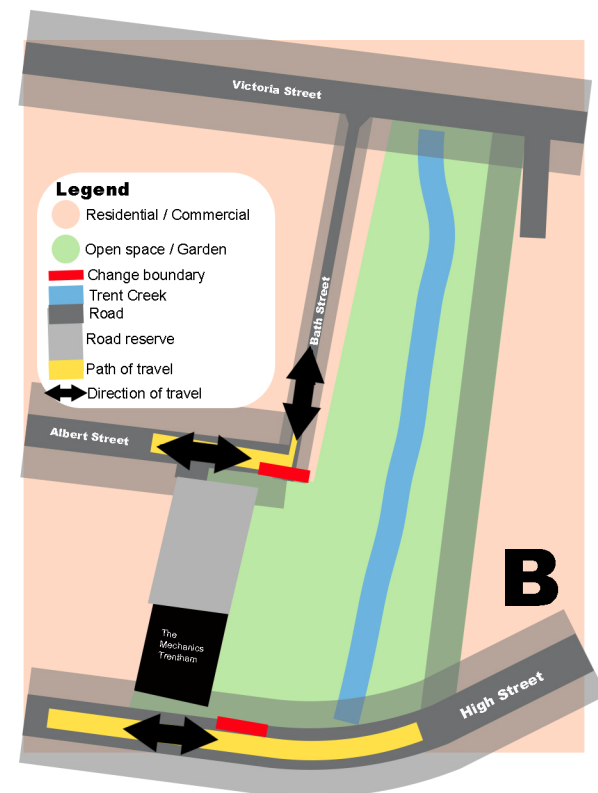 Victoria Street
Legend
Residential / Commercial
Open space / Garden
Change boundary
Trent Creek
Road
Road reserve
Path of travel
Direction of travel
Bath Street
Albert Street
B
The
Mechanics
Trentham
High Street